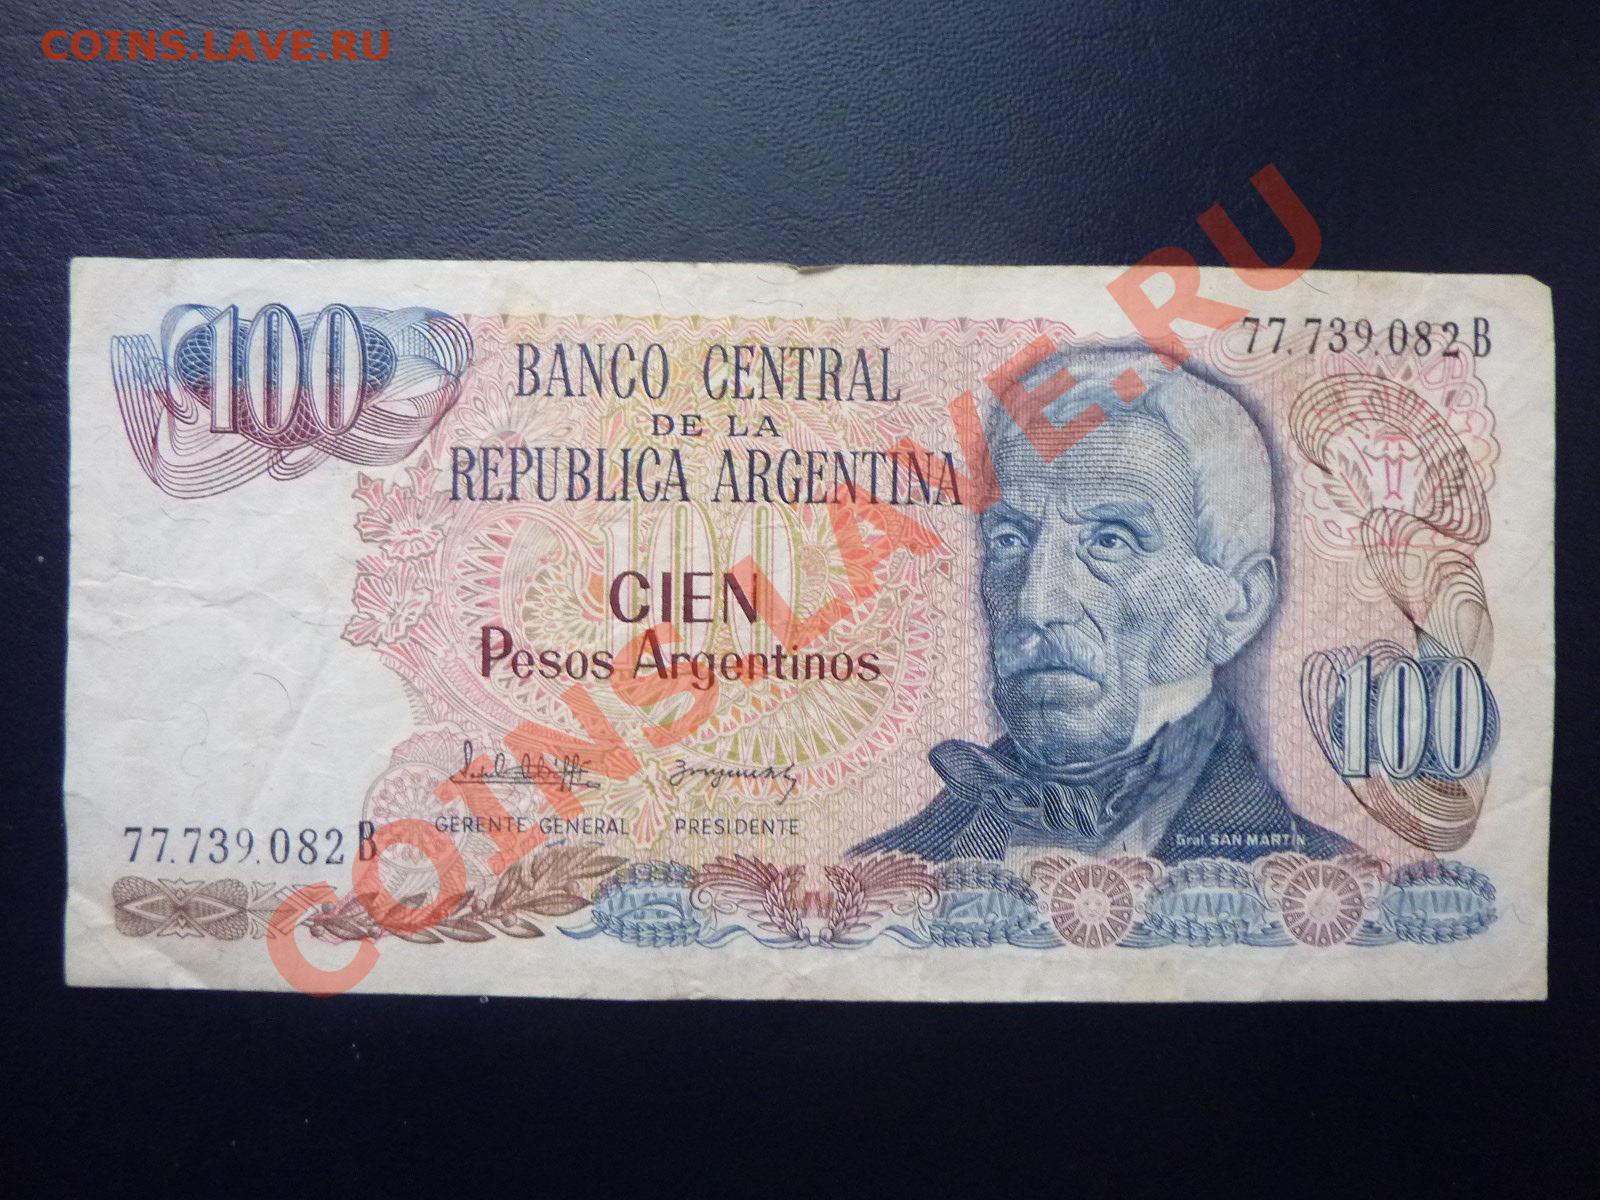 COINS.LAVE.RU
100
77.739.082 B
BANCO CENTRAL
DE LA
REPUBLICA ARGENTINA
100
CIEN
Pesos Argentinos
100
GERENTE GENERAL PRESIDENTE
Gral SAN MARTIN
77.739.082 B
COINS.LAVE.RU